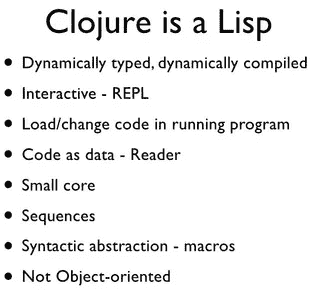 Clojure is a Lisp
• Dynamically typed, dynamically compiled
• Interactive - REPL
• Load/change code in running program
• Code as data - Reader
• Small core
• Sequences
• Syntactic abstraction - macros
• Not Object-oriented